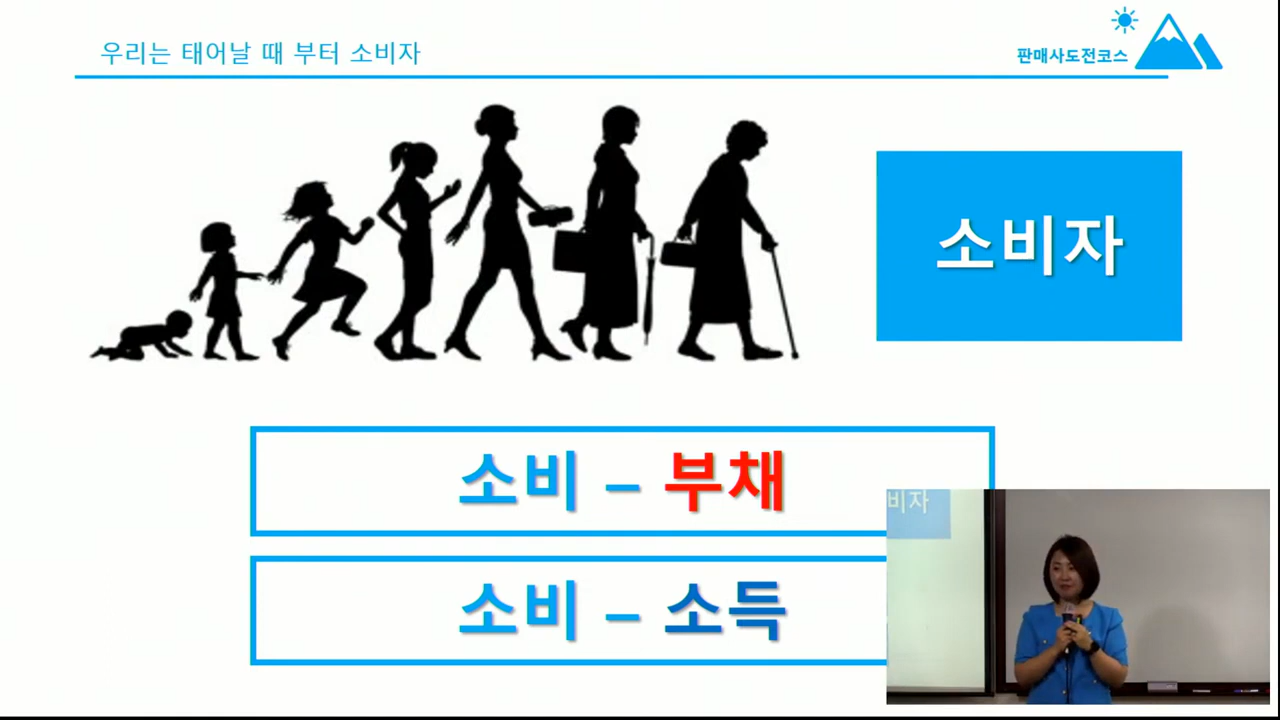 우리는 태어날 때 부터 소비자
판매사도전코스
소비자
소비 – 부채
소비 – 소득
비자